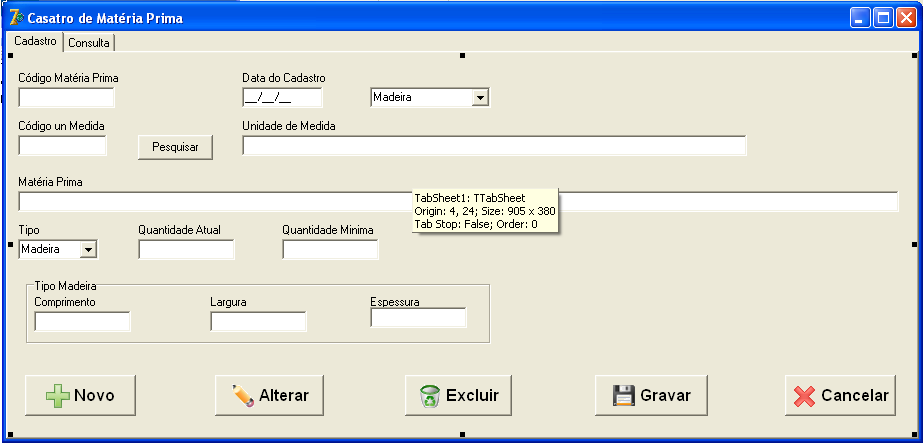 Casatro de Matéria Prima
Cadastro Consulta
Código Matéria Prima Data do Cadastro
__/__/__ Madeira
Código un Medida Unidade de Medida
Pesquisar
Matéria Prima
TabSheet1: TTabSheet
Origin: 4, 24; Size: 905 x 380
Tab Stop: False; Order: 0
Tipo Quantidade Atual Quantidade Minima
Madeira
Tipo Madeira
Comprimento Largura Espessura
Novo Alterar Excluir Gravar Cancelar